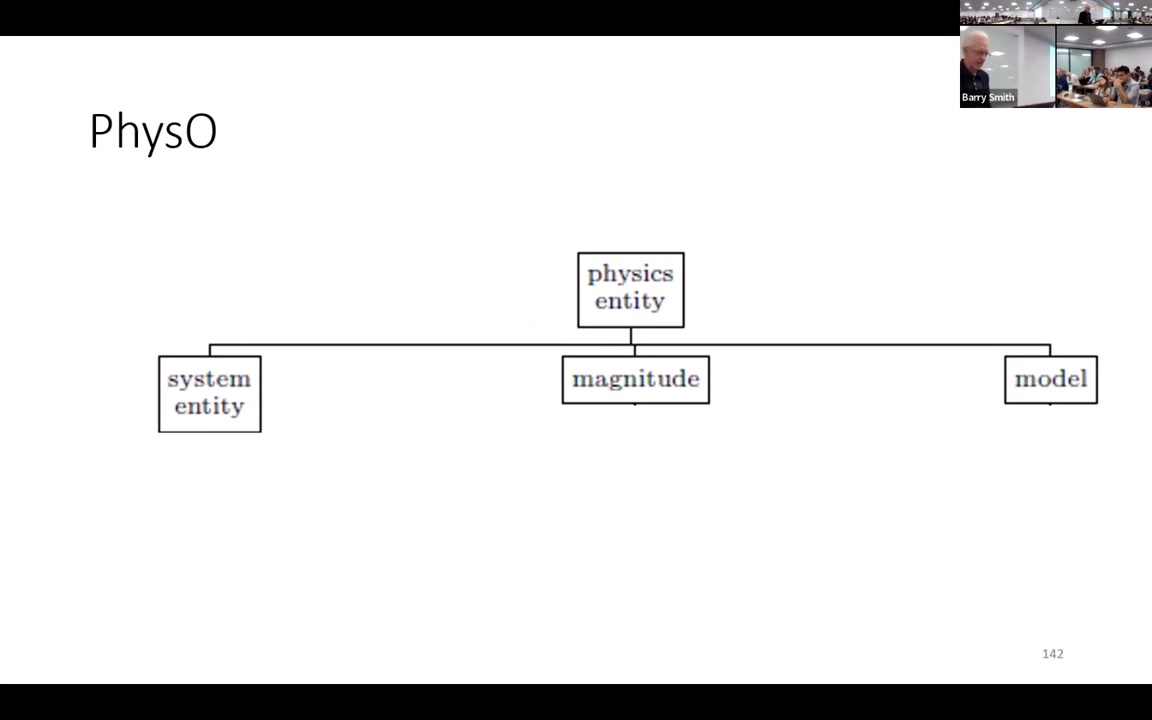 Barry Smith
PhysO
physics
entity
system
entity
magnitude
model
142